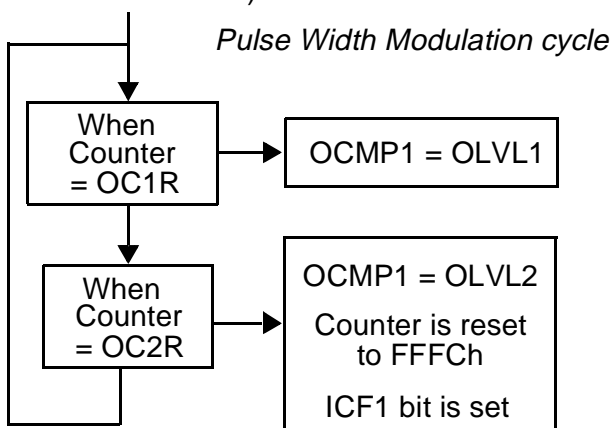 Pulse Width Modulation cycle
When
Counter
= OC1R
OCMP1 = OLVL1
When
Counter
= OC2R
OCMP1 = OLVL2
Counter is reset
to FFFCh
ICF1 bit is set